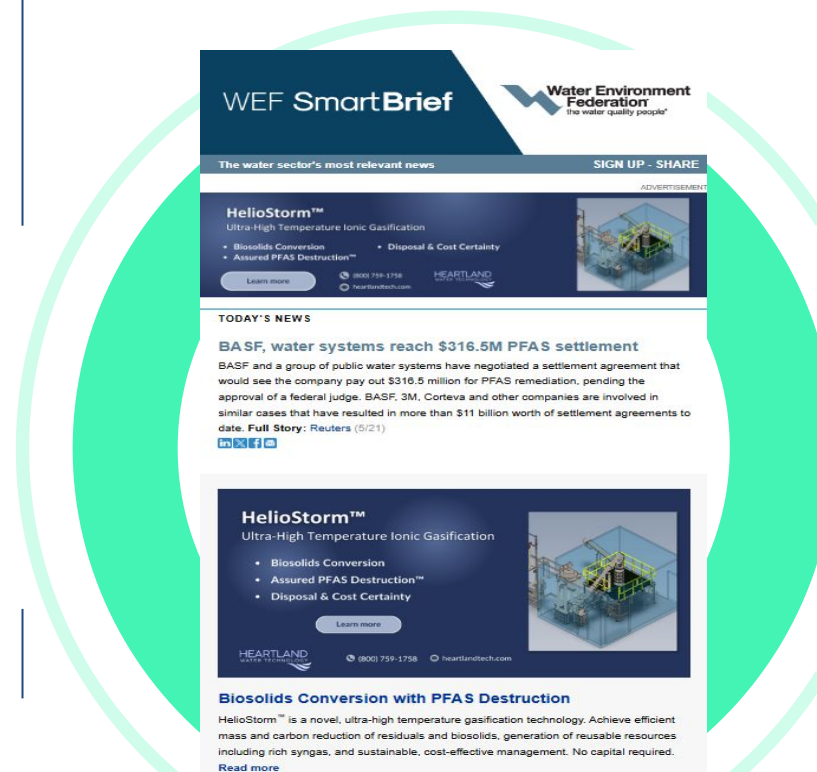 WEF SmartBrief
Water Environment
Federation
the water quality people®
The water sector's most relevant news
SIGN UP - SHARE
ADVERTISEMENT
HelioStorm™
Ultra-High Temperature Ionic Gasification
• Biosolids Conversion
• Disposal & Cost Certainty
• Assured PFAS Destruction™
Learn more
(800) 759-1758
heartlandtech.com
HEARTLAND
WATER TECHNOLOGY
TODAY'S NEWS
BASF, water systems reach $316.5M PFAS settlement
BASF and a group of public water systems have negotiated a settlement agreement that
would see the company pay out $316.5 million for PFAS remediation, pending the
approval of a federal judge. BASF, 3M, Corteva and other companies are involved in
similar cases that have resulted in more than $11 billion worth of settlement agreements to
date. Full Story: Reuters (5/21)
HelioStorm™
Ultra-High Temperature Ionic Gasification
• Biosolids Conversion
• Assured PFAS Destruction™
• Disposal & Cost Certainty
Learn more
HEARTLAND
WATER TECHNOLOGY
(800) 759-1758
heartlandtech.com
Biosolids Conversion with PFAS Destruction
HelioStorm™ is a novel, ultra-high temperature gasification technology. Achieve efficient
mass and carbon reduction of residuals and biosolids, generation of reusable resources
including rich syngas, and sustainable, cost-effective management. No capital required.
Read more